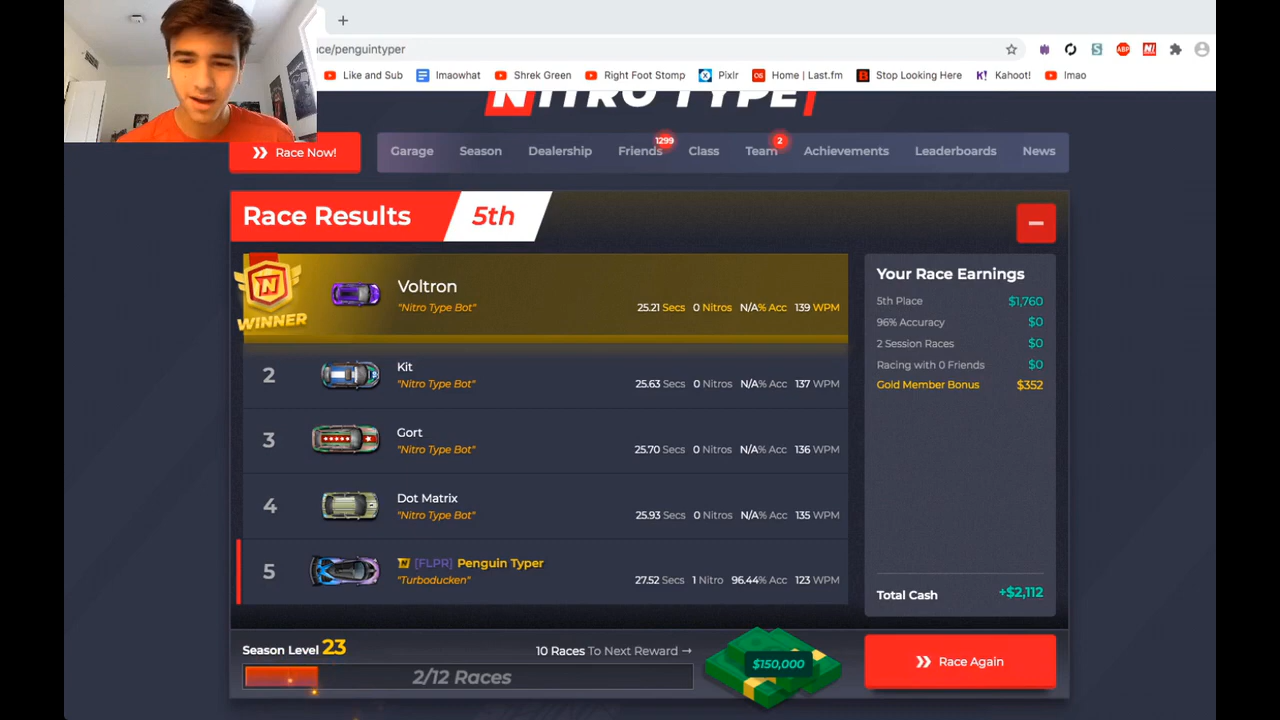 ace/penguintyper
Like and Sub
lmaowhat
Shrek Green
Right Foot Stomp
Pixlr
Home | Last.fm
Stop Looking Here
Kahoot!
lmao
ABP
NITRO TYPE
Race Now!
Garage
Season
Dealership
Friends
1299
Class
Team
2
Achievements
Leaderboards
News
Race Results
5th
WINNER
Voltron
"Nitro Type Bot"
25.21 Secs 0 Nitros N/A% Acc 139 WPM
2
Kit
"Nitro Type Bot"
25.63 Secs 0 Nitros N/A% Acc 137 WPM
3
Gort
"Nitro Type Bot"
25.70 Secs 0 Nitros N/A% Acc 136 WPM
4
Dot Matrix
"Nitro Type Bot"
25.93 Secs 0 Nitros N/A% Acc 135 WPM
5
[FLPR] Penguin Typer
"Turboducken"
27.52 Secs 1 Nitro 96.44% Acc 123 WPM
Your Race Earnings
5th Place $1,760
96% Accuracy $0
2 Session Races $0
Racing with 0 Friends $0
Gold Member Bonus $352
Total Cash +$2,112
Season Level 23
10 Races To Next Reward →
2/12 Races
$150,000
Race Again